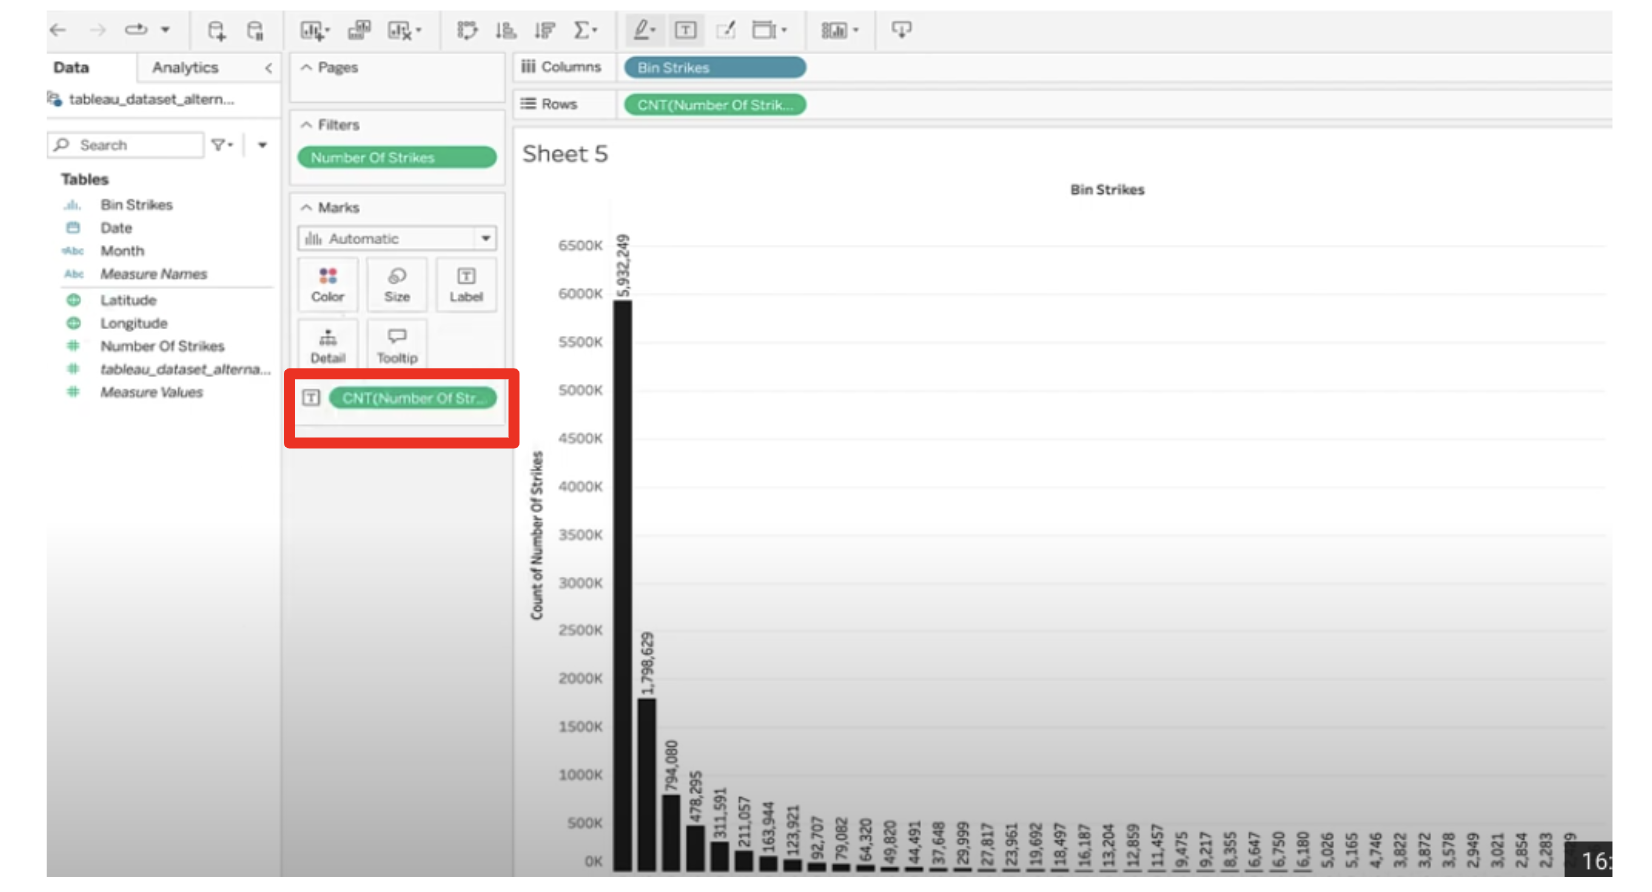 Data
Analytics
tableau_dataset_altern...
Search
Tables
Bin Strikes
Date
Abc Month
Abc Measure Names
Latitude
Longitude
Number Of Strikes
tableau_dataset_alterna...
Measure Values
Pages
Filters
Number Of Strikes
Marks
Automatic
Color
Size
T
Label
Detail
Tooltip
T CNT(Number Of Str...
Columns
Bin Strikes
Rows
CNT(Number Of Strik...
Sheet 5
Bin Strikes
Count of Number Of Strikes
6500K
6000K
5500K
5000K
4500K
4000K
3500K
3000K
2500K
2000K
1500K
1000K
500K
0K
5,932,249
1,798,629
794,080
478,295
311,591
211,057
163,944
123,921
92,707
79,082
64,320
49,820
44,491
37,648
29,999
27,817
23,961
19,692
18,497
16,187
13,204
12,859
11,457
9,475
9,217
8,355
6,647
6,750
6,180
5,026
5,165
4,746
3,822
3,872
3,578
2,949
3,021
2,854
2,283
16: